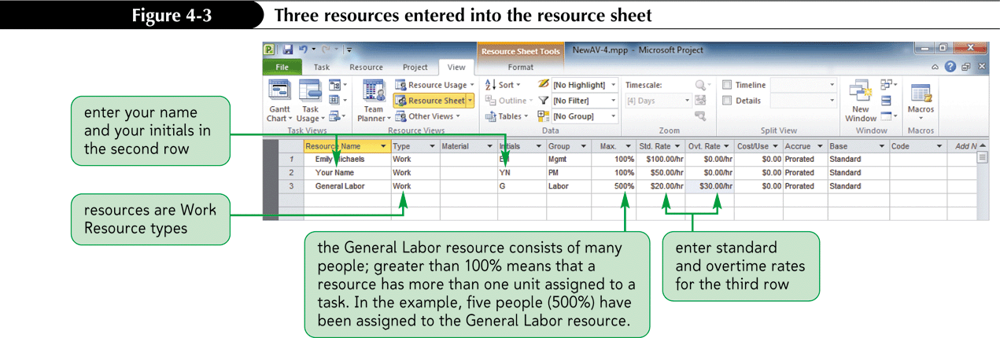 Figure 4-3 Three resources entered into the resource sheet
Resource Sheet Tools NewAV-4.mpp - Microsoft Project
File Task Resource Project View Format
Gantt Chart Task Usage Team Planner Resource Usage Resource Sheet Other Views Sort Outline Tables [No Highlight] [No Filter] [No Group] Timescale: [4] Days Timeline Details New Window Macros
Task Views Resource Views Data Zoom Split View Window Macros
Resource Name Type Material Initials Group Max. Std. Rate Ovt. Rate Cost/Use Accrue Base Code Add N
1 Emily Michaels Work Mgmt 100% $100.00/hr $0.00/hr $0.00 Prorated Standard
2 Your Name Work YN PM 100% $50.00/hr $0.00/hr $0.00 Prorated Standard
3 General Labor Work G Labor 500% $20.00/hr $30.00/hr $0.00 Prorated Standard
enter your name
and your initials in
the second row
resources are Work
Resource types
the General Labor resource consists of many
people; greater than 100% means that a
resource has more than one unit assigned to a
task. In the example, five people (500%) have
been assigned to the General Labor resource.
enter standard
and overtime rates
for the third row